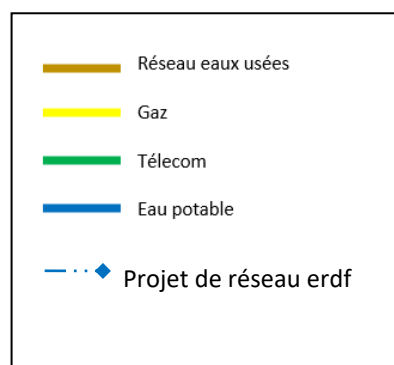 Réseau eaux usées
Gaz
Télecom
Eau potable
Projet de réseau erdf